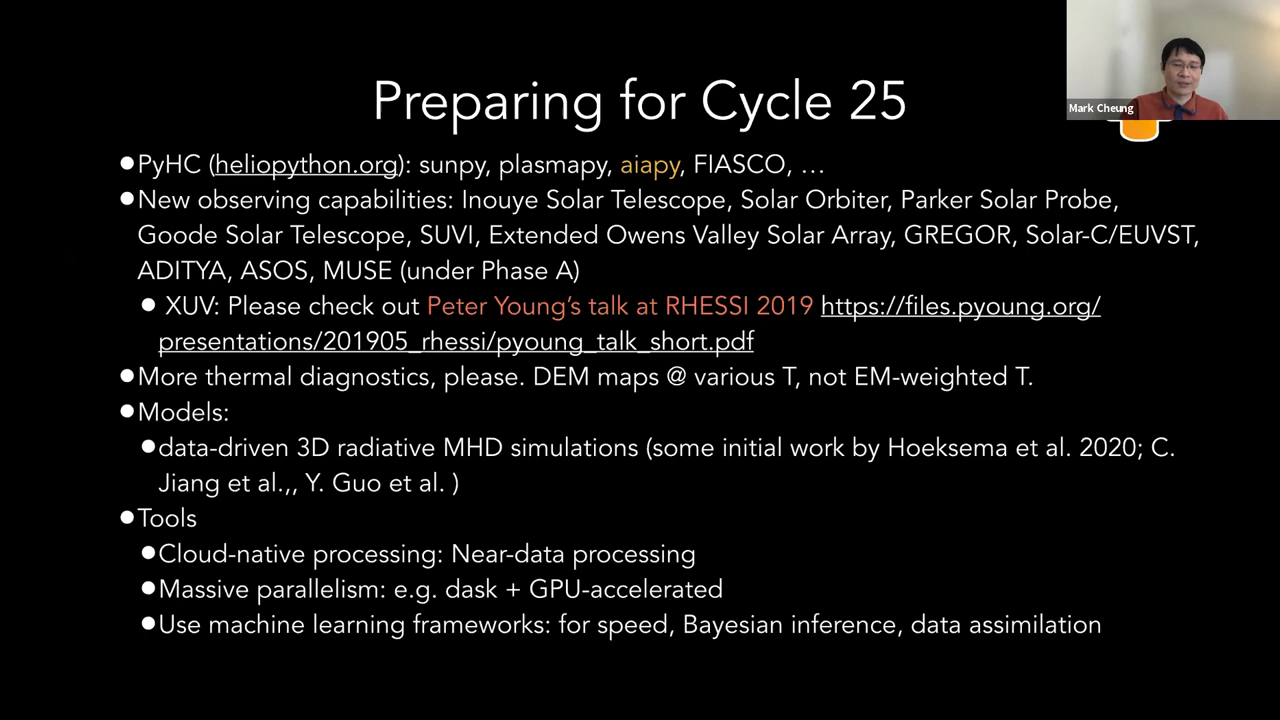 Preparing for Cycle 25
Mark Cheung
●PyHC (heliopython.org): sunpy, plasmapy, aiapy, FIASCO, …
●New observing capabilities: Inouye Solar Telescope, Solar Orbiter, Parker Solar Probe,
Goode Solar Telescope, SUVI, Extended Owens Valley Solar Array, GREGOR, Solar-C/EUVST,
ADITYA, ASOS, MUSE (under Phase A)
● XUV: Please check out Peter Young's talk at RHESSI 2019 https://files.pyoung.org/
presentations/201905_rhessi/pyoung_talk_short.pdf
●More thermal diagnostics, please. DEM maps @ various T, not EM-weighted T.
●Models:
●data-driven 3D radiative MHD simulations (some initial work by Hoeksema et al. 2020; C.
Jiang et al.,, Y. Guo et al. )
●Tools
●Cloud-native processing: Near-data processing
●Massive parallelism: e.g. dask + GPU-accelerated
●Use machine learning frameworks: for speed, Bayesian inference, data assimilation